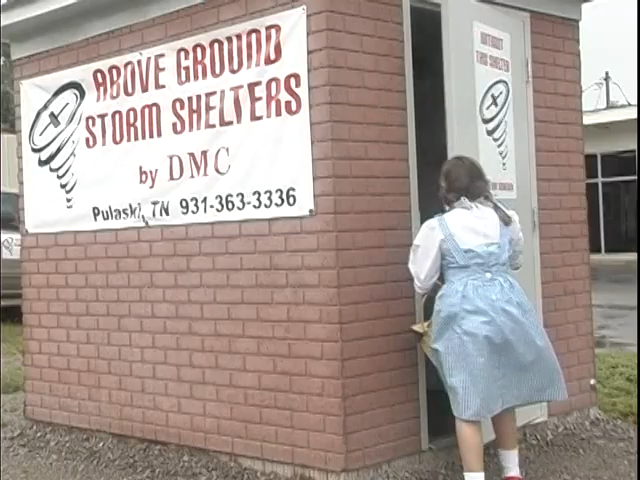 ABOVE GROUND
STORM SHELTERS
by DMC
Pulaski, TN 931-363-3336